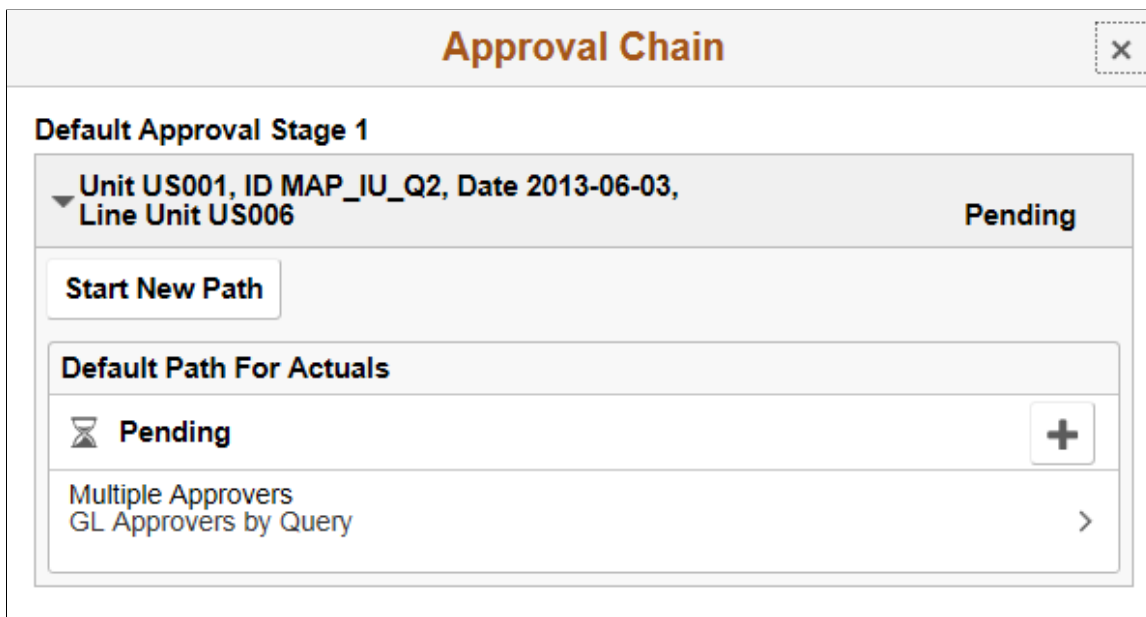 Approval Chain
Default Approval Stage 1
Unit US001, ID MAP_IU_Q2, Date 2013-06-03,
Line Unit US006
Pending
Start New Path
Default Path For Actuals
Pending
Multiple Approvers
GL Approvers by Query